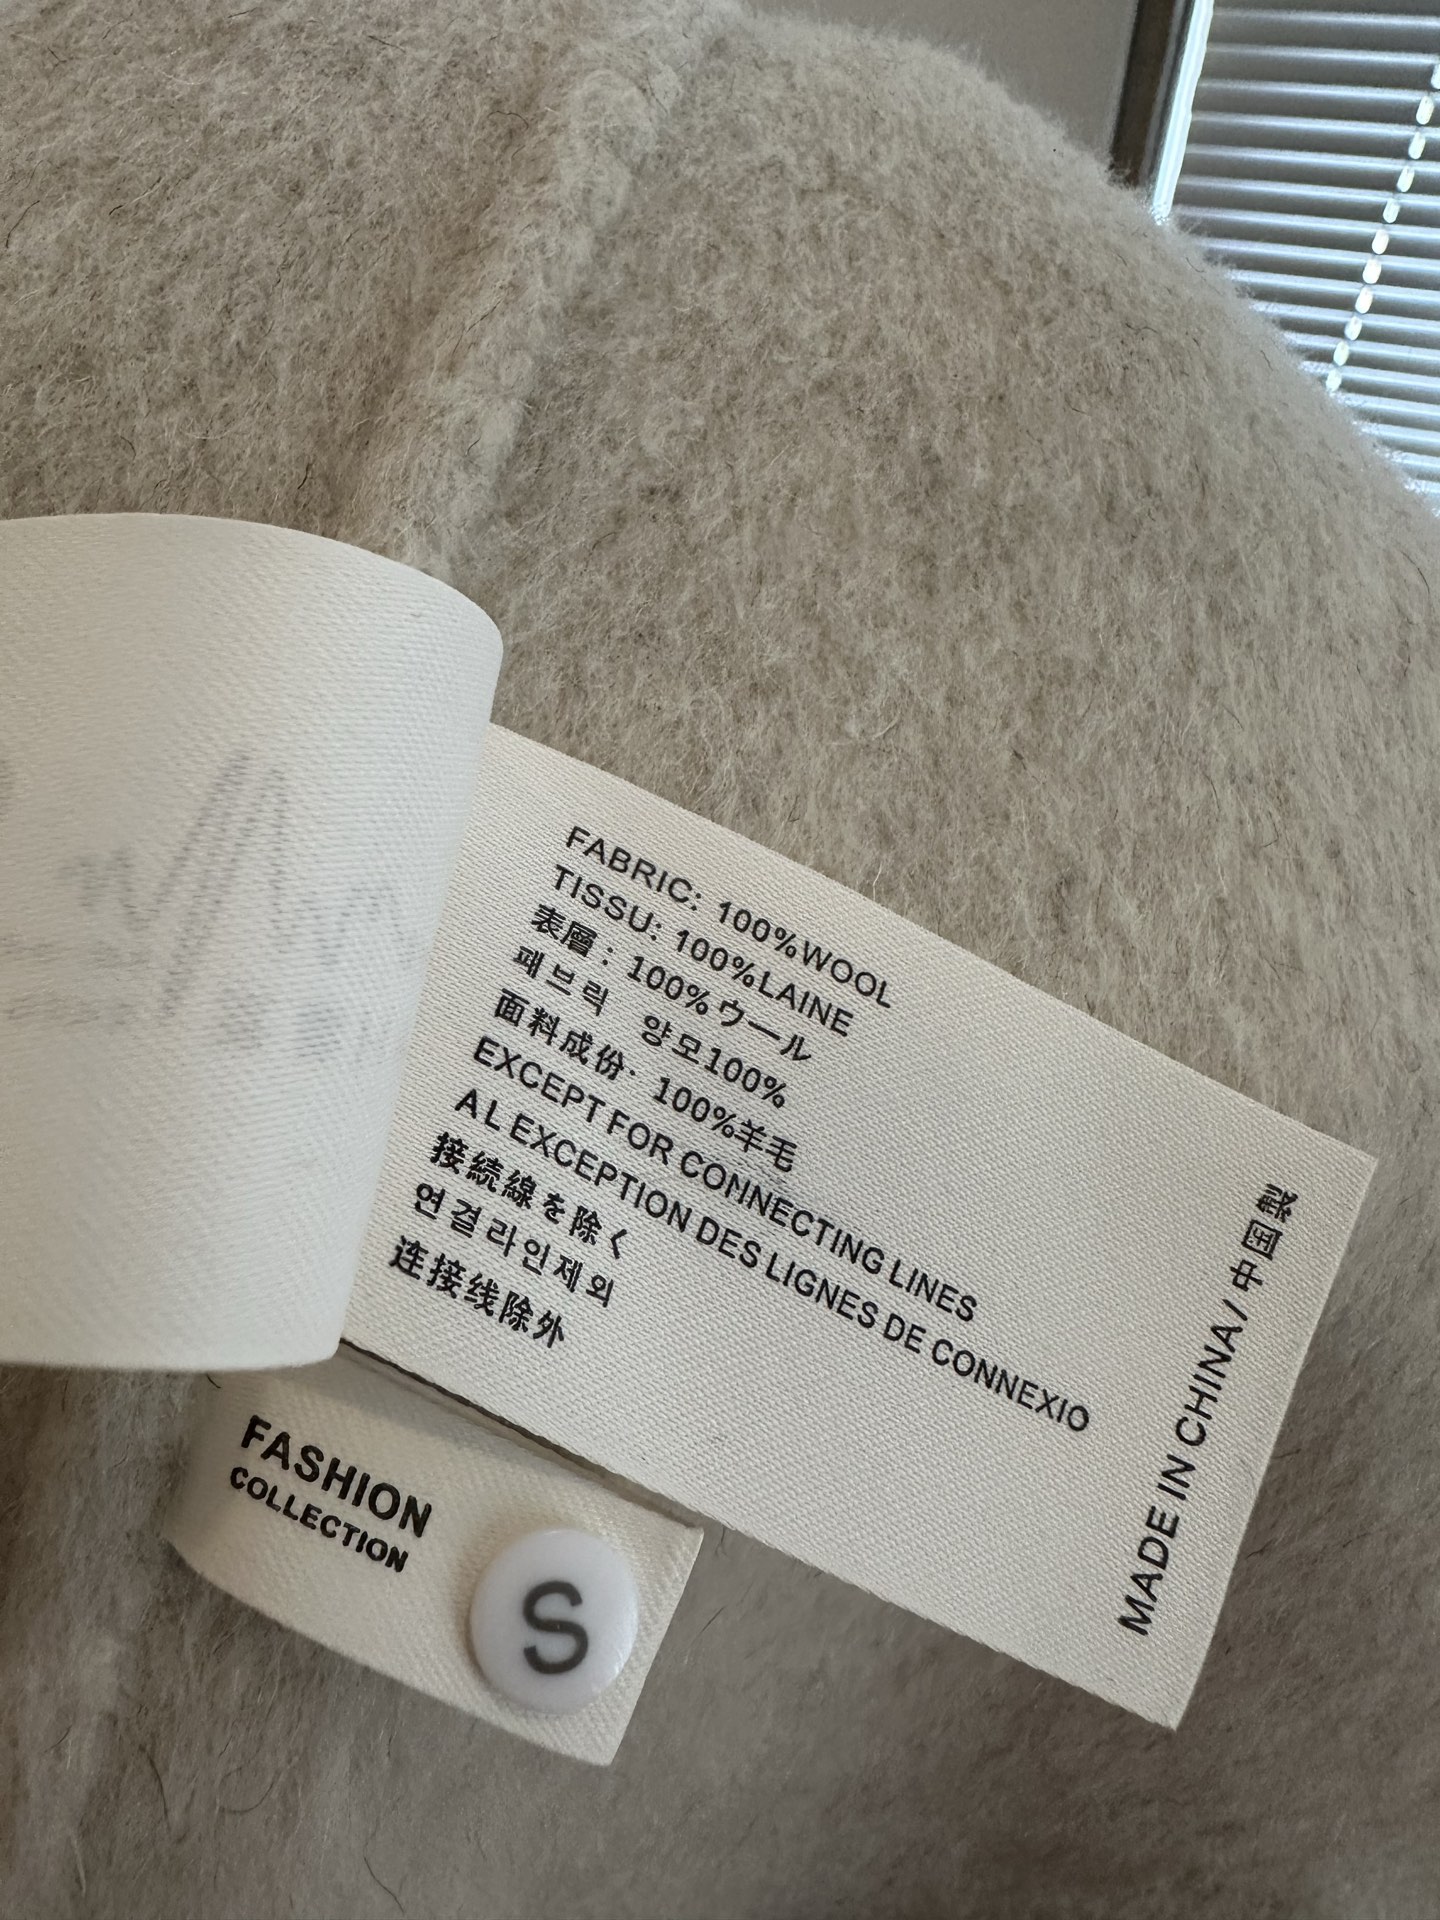 FABRIC: 100%WOOL
TISSU: 100%LAINE
表層: 100%ウール
패브릭 양모100%
面料成份· 100%羊毛
EXCEPT FOR CONNECTING LINES
AL EXCEPTION DES LIGNES DE CONNEXIO
接続線を除く
연결라인제외
连接线除外
MADE IN CHINA/ 中国製
FASHION
COLLECTION
S